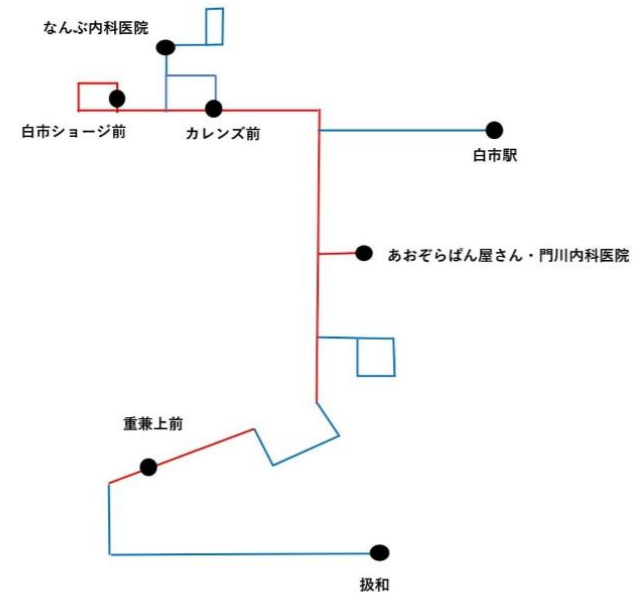 なんぶ内科医院
白市ショージ前
カレンズ前
白市駅
あおぞらぱん屋さん・門川内科医院
重兼上前
扱和